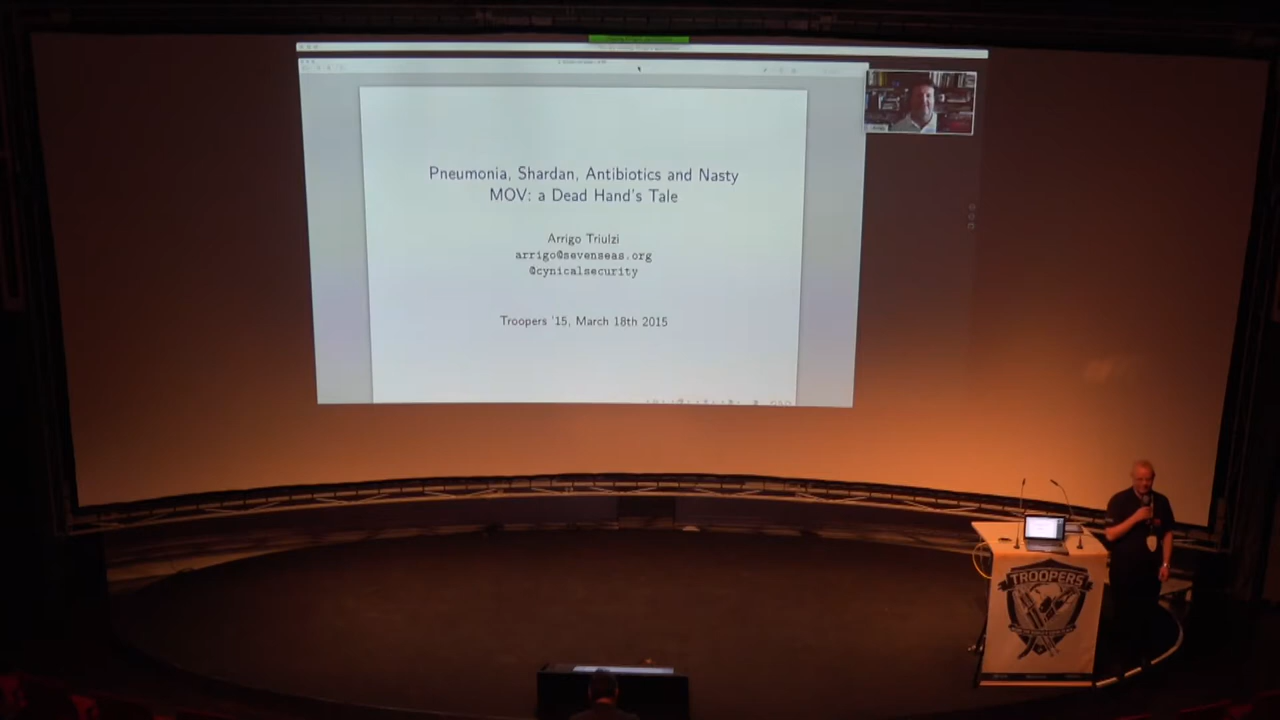 Pneumonia, Shardan, Antibiotics and Nasty
MOV: a Dead Hand's Tale
Arrigo Triulzi
arrigo@sevenseas.org
@cynicalsecurity
Troopers '15, March 18th 2015
TROOPERS